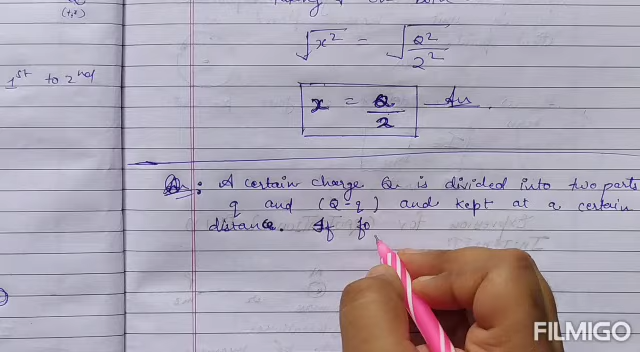 (+,+)
1st to 2nd
√x² = √Q²/2²
x = Q/2 Ans.
Qn: A certain charge Q is divided into two parts
q and (Q-q) and kept at a certain
distance. If fo
FILMIGO